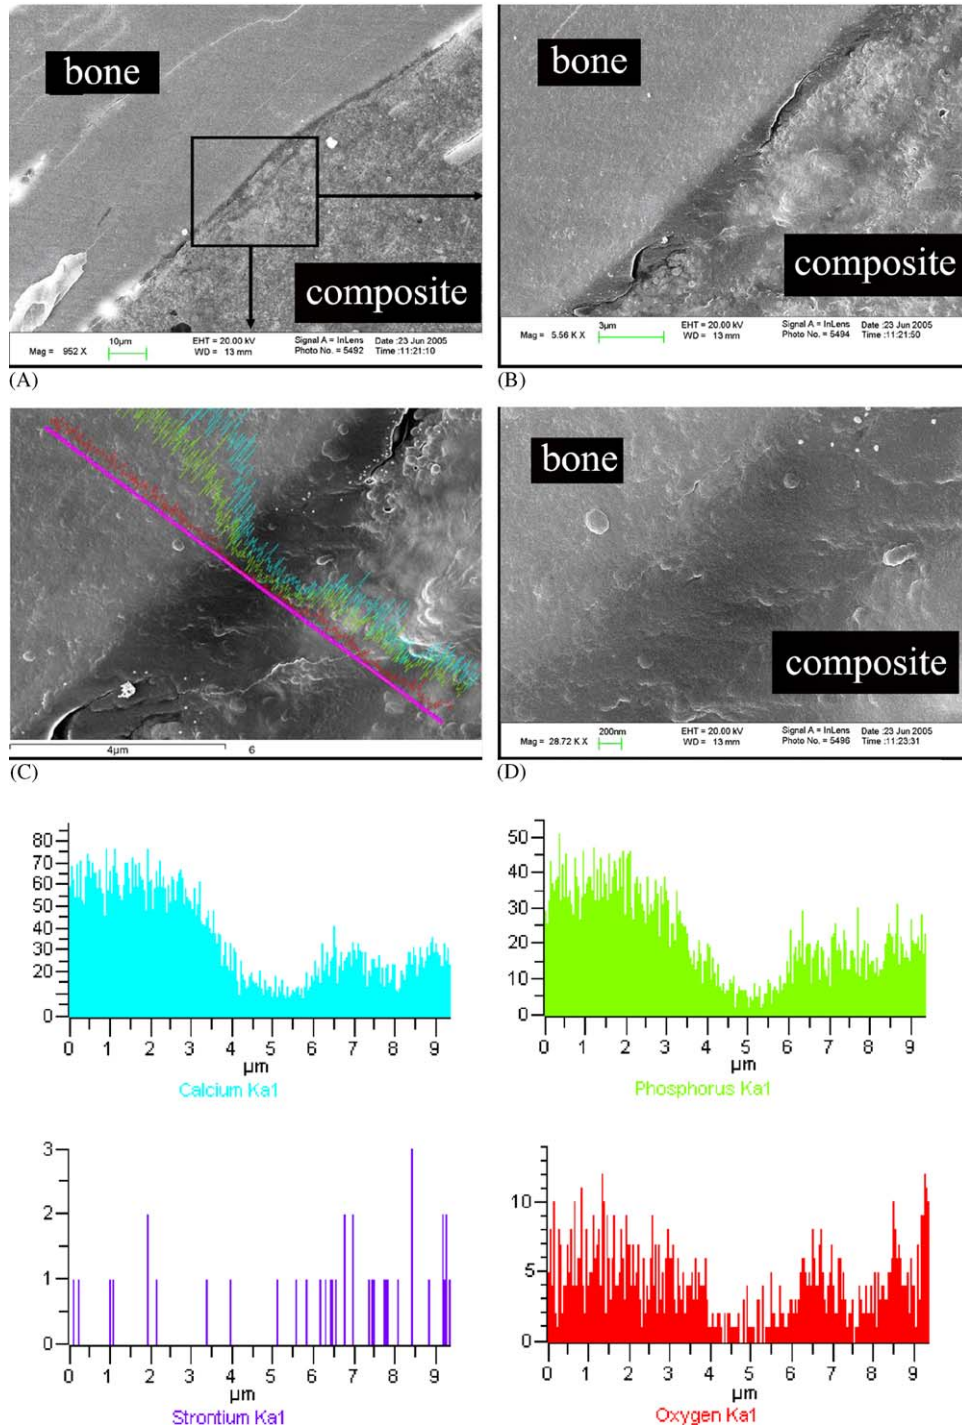 bone
composite
Mag = 952 X
10µm
EHT = 20.00 kV
WD = 13 mm
Signal A = InLens
Photo No. = 5492
Date :23 Jun 2005
Time :11:21:10
(A)
bone
composite
Mag = 5.56 K X
3µm
EHT = 20.00 kV
WD = 13 mm
Signal A = InLens
Photo No. = 5494
Date :23 Jun 2005
Time :11:21:50
(B)
4µm
6
(C)
bone
composite
Mag = 28.72 K X
200nm
EHT = 20.00 kV
WD = 13 mm
Signal A = InLens
Photo No. = 5496
Date :23 Jun 2005
Time :11:23:31
(D)
80
70
60
50
40
30
20
0
0 1 2 3 4 5 6 7 8 9
µm
Calcium Ka1
50
40
30
20
10
0
0 1 2 3 4 5 6 7 8 9
µm
Phosphorus Ka1
3
2
1
0
0 1 2 3 4 5 6 7 8 9
µm
Strontium Ka1
10
5
0
0 1 2 3 4 5 6 7 8 9
µm
Oxygen Ka1